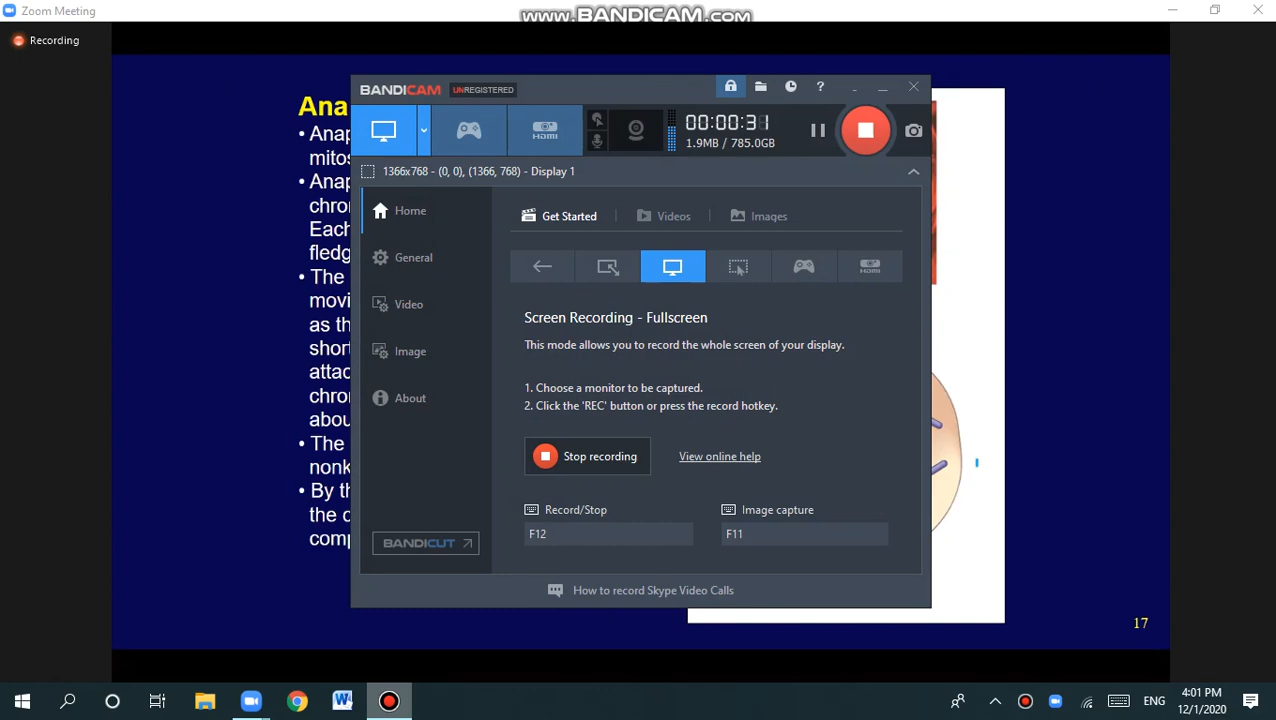 Zoom Meeting
www.BANDICAM.com
Recording
BANDICAM UNREGISTERED
00:00:31
1.9MB / 785.0GB
HDMI
1366x768 - (0, 0), (1366, 768) - Display 1
Home
General
Video
Image
About
BANDICUT
Get Started
Videos
Images
HDMI
Screen Recording - Fullscreen
This mode allows you to record the whole screen of your display.
1. Choose a monitor to be captured.
2. Click the 'REC' button or press the record hotkey.
Stop recording
View online help
Record/Stop
Image capture
F12
F11
How to record Skype Video Calls
Ana
• Anap
mitos
• Anap
chro
Each
fledg
• The
movi
as th
short
attac
chro
abou
• The
nonk
• By th
the c
comp
17
ENG
4:01 PM
12/1/2020